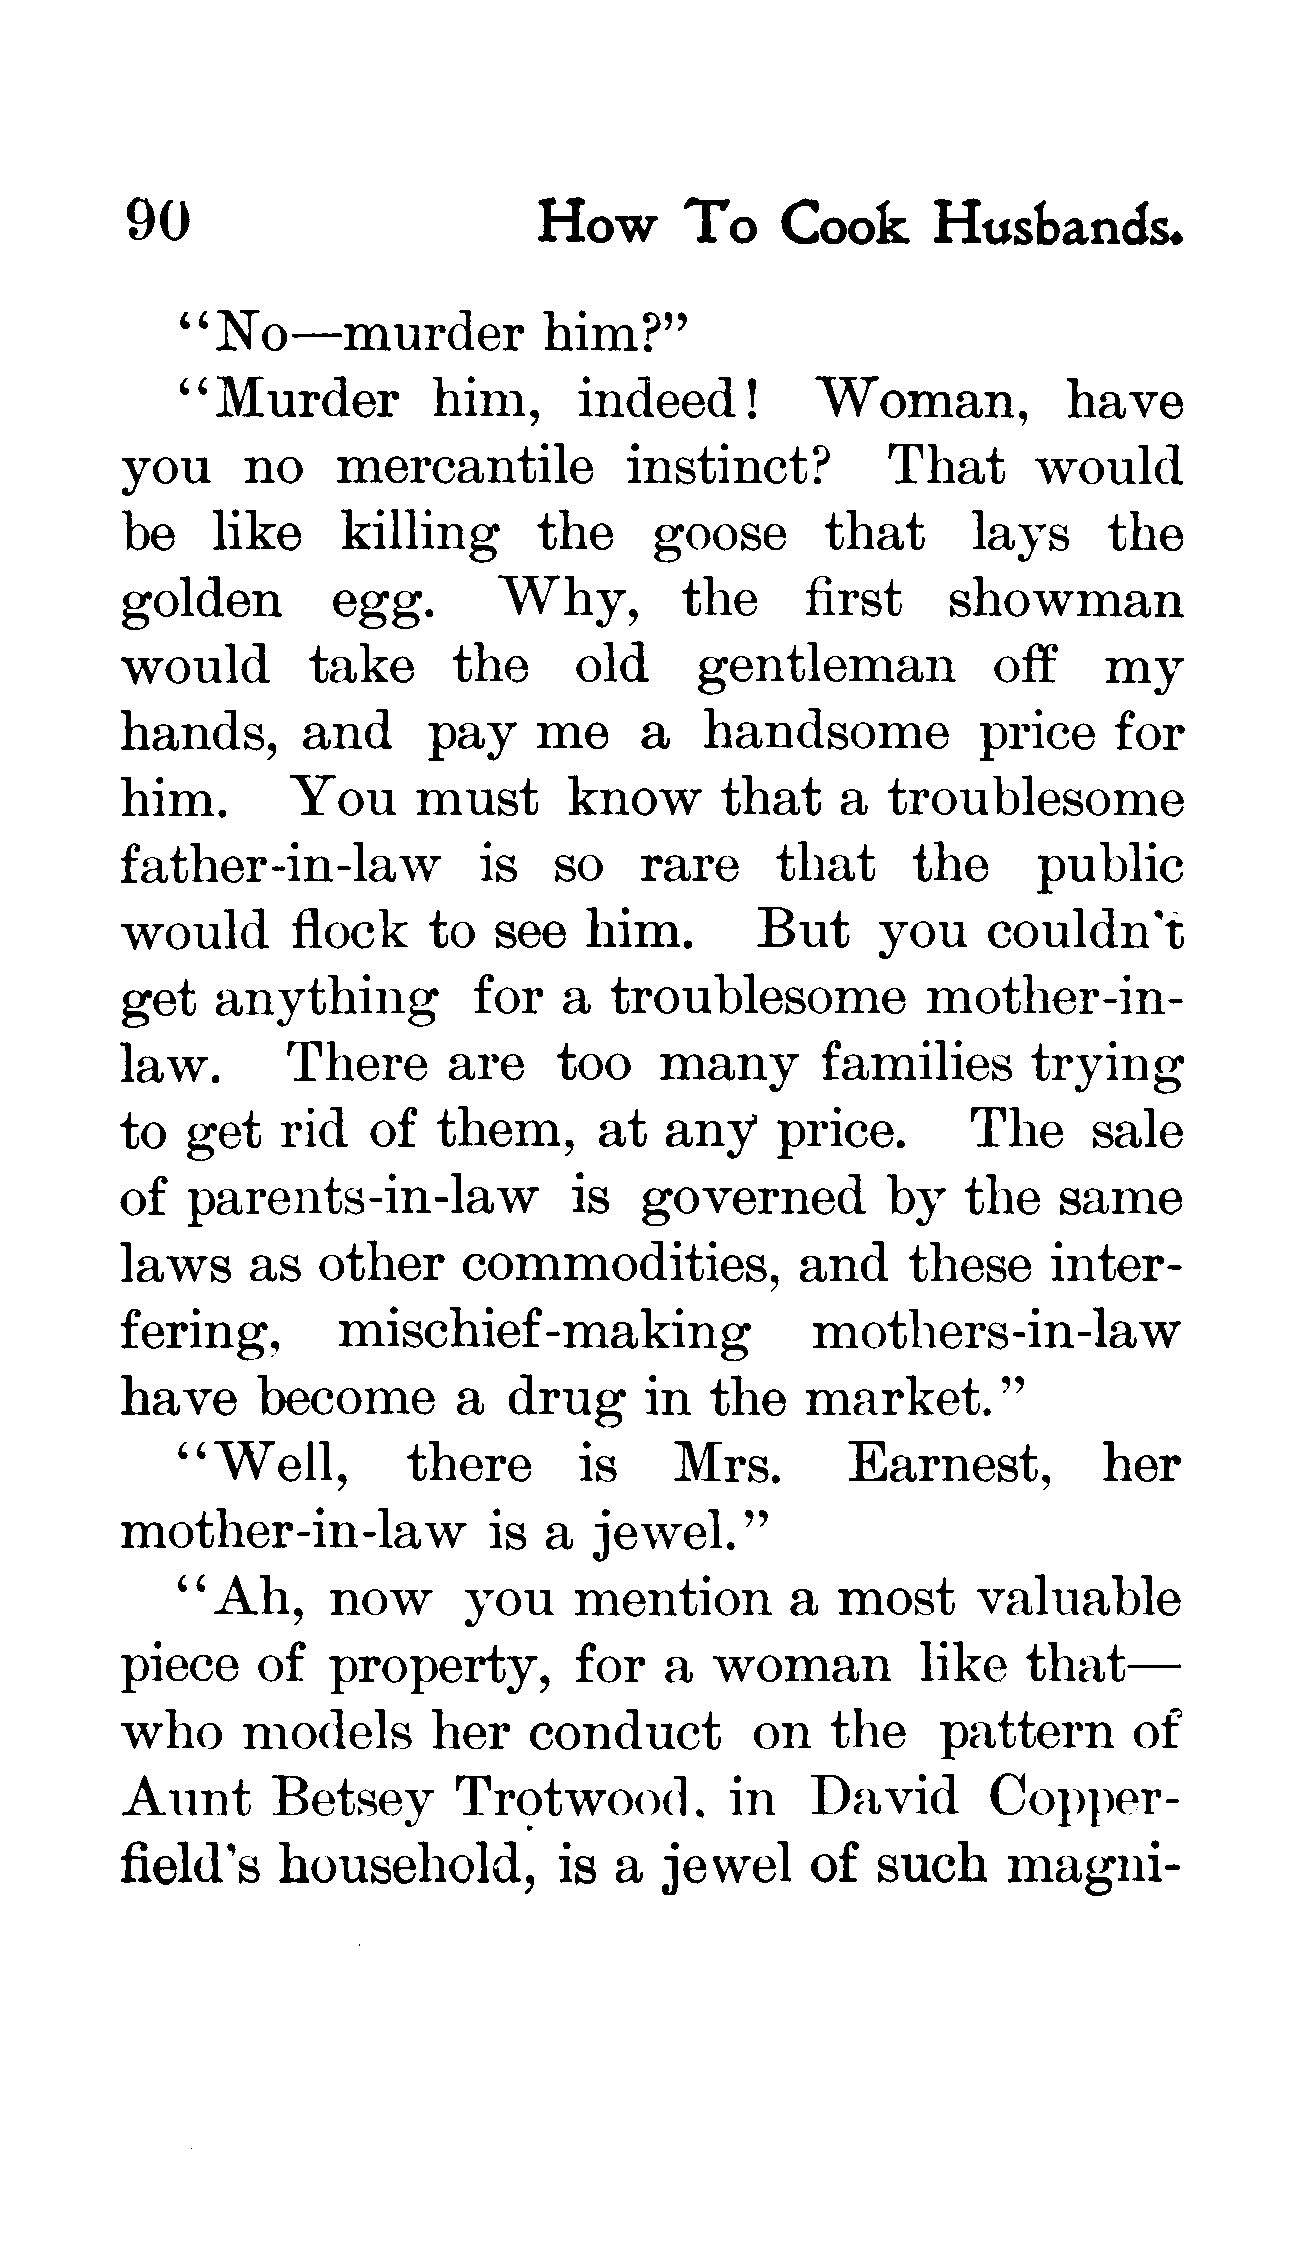 90 How To Cook Husbands.
"No—murder him?"
"Murder him, indeed! Woman, have
you no mercantile instinct? That would
be like killing the goose that lays the
golden egg. Why, the first showman
would take the old gentleman off my
hands, and pay me a handsome price for
him. You must know that a troublesome
father-in-law is so rare that the public
would flock to see him. But you couldn't
get anything for a troublesome mother-in-
law. There are too many families trying
to get rid of them, at any price. The sale
of parents-in-law is governed by the same
laws as other commodities, and these inter-
fering, mischief-making mothers-in-law
have become a drug in the market."
"Well, there is Mrs. Earnest, her
mother-in-law is a jewel."
"Ah, now you mention a most valuable
piece of property, for a woman like that—
who models her conduct on the pattern of
Aunt Betsey Trotwood. in David Copper-
field's household, is a jewel of such magni-